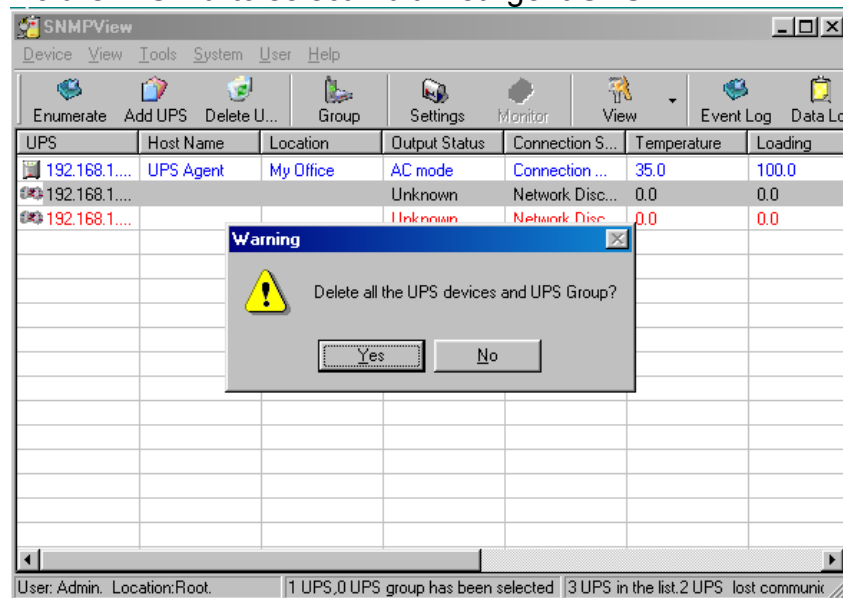 SNMPView
Device View Tools System User Help
Enumerate Add UPS Delete U... Group Settings Monitor View Event Log Data Lo
UPS Host Name Location Output Status Connection S... Temperature Loading
192.168.1.... UPS Agent My Office AC mode Connection ... 35.0 100.0
192.168.1.... Unknown Network Disc... 0.0 0.0
192.168.1.... Unknown Network Disc 0.0 0.0
Warning
Delete all the UPS devices and UPS Group?
Yes No
User: Admin. Location:Root. 1 UPS,0 UPS group has been selected 3 UPS in the list.2 UPS lost communic